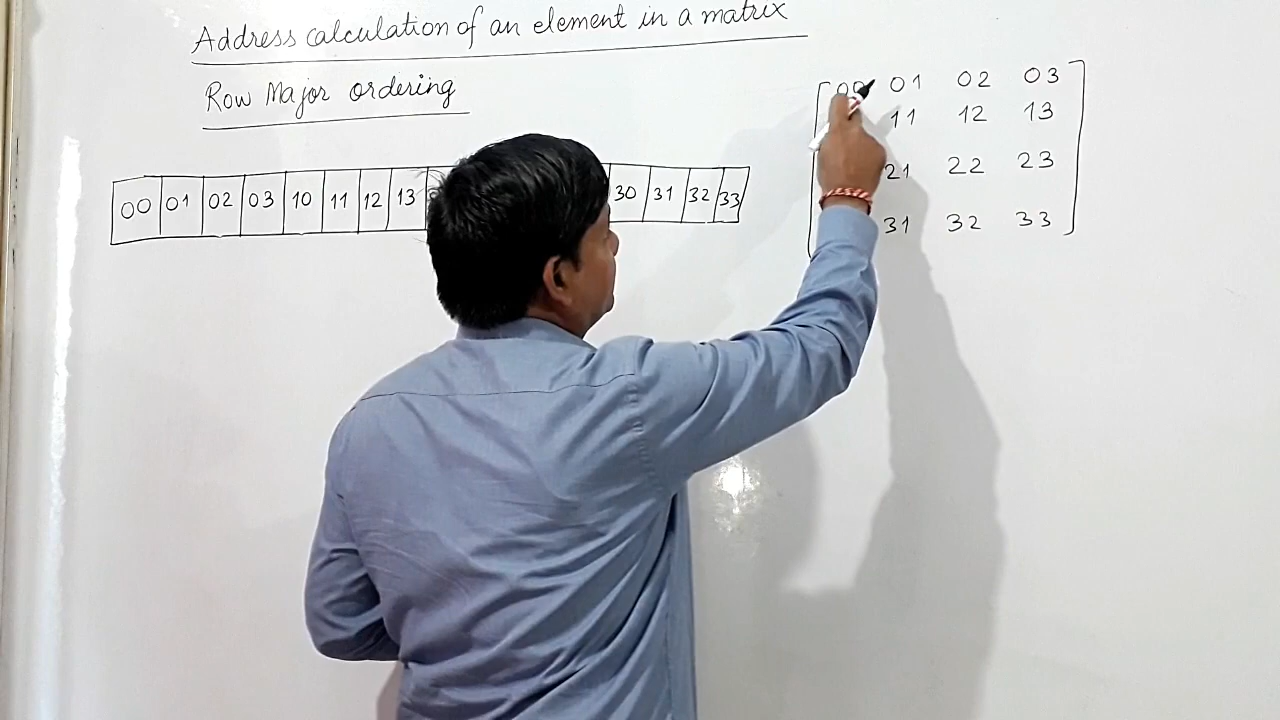 Address calculation of an element in a matrix
Row Major ordering
00 01 02 03
11 12 13
21 22 23
31 32 33
00 01 02 03 10 11 12 13 30 31 32 33